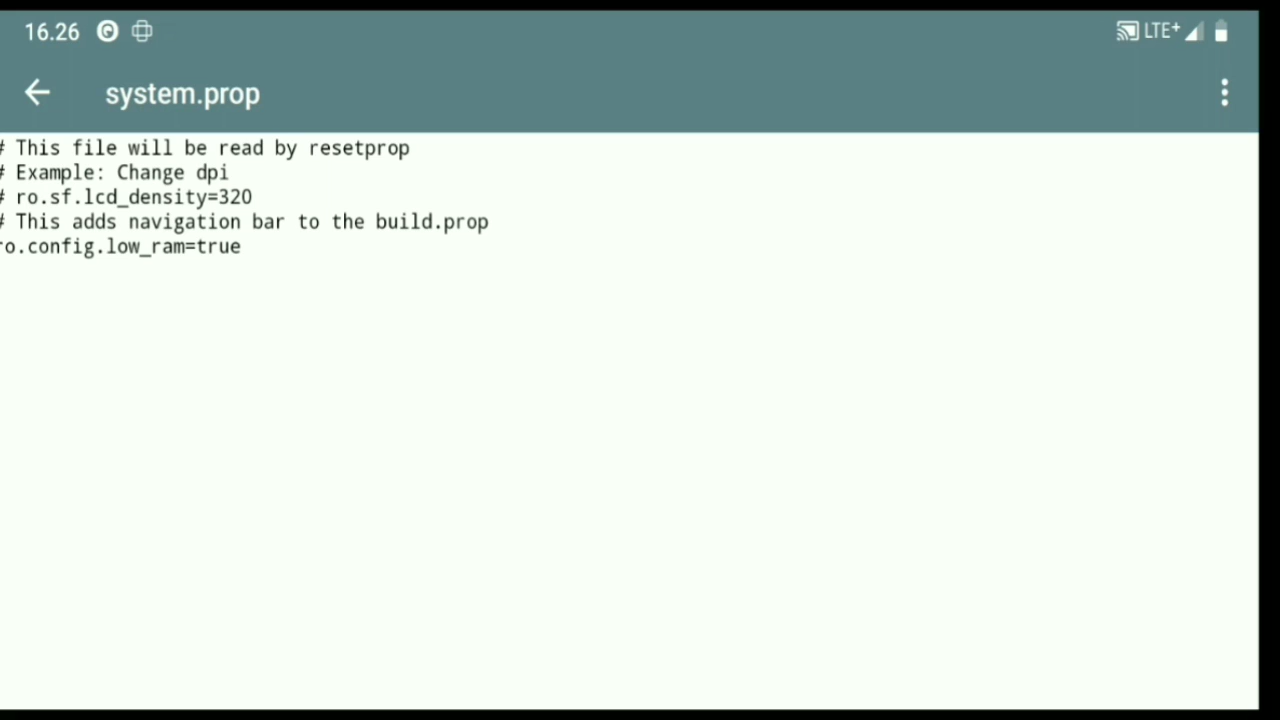 16.26
LTE+
system.prop
# This file will be read by resetprop
# Example: Change dpi
# ro.sf.lcd_density=320
# This adds navigation bar to the build.prop
ro.config.low_ram=true